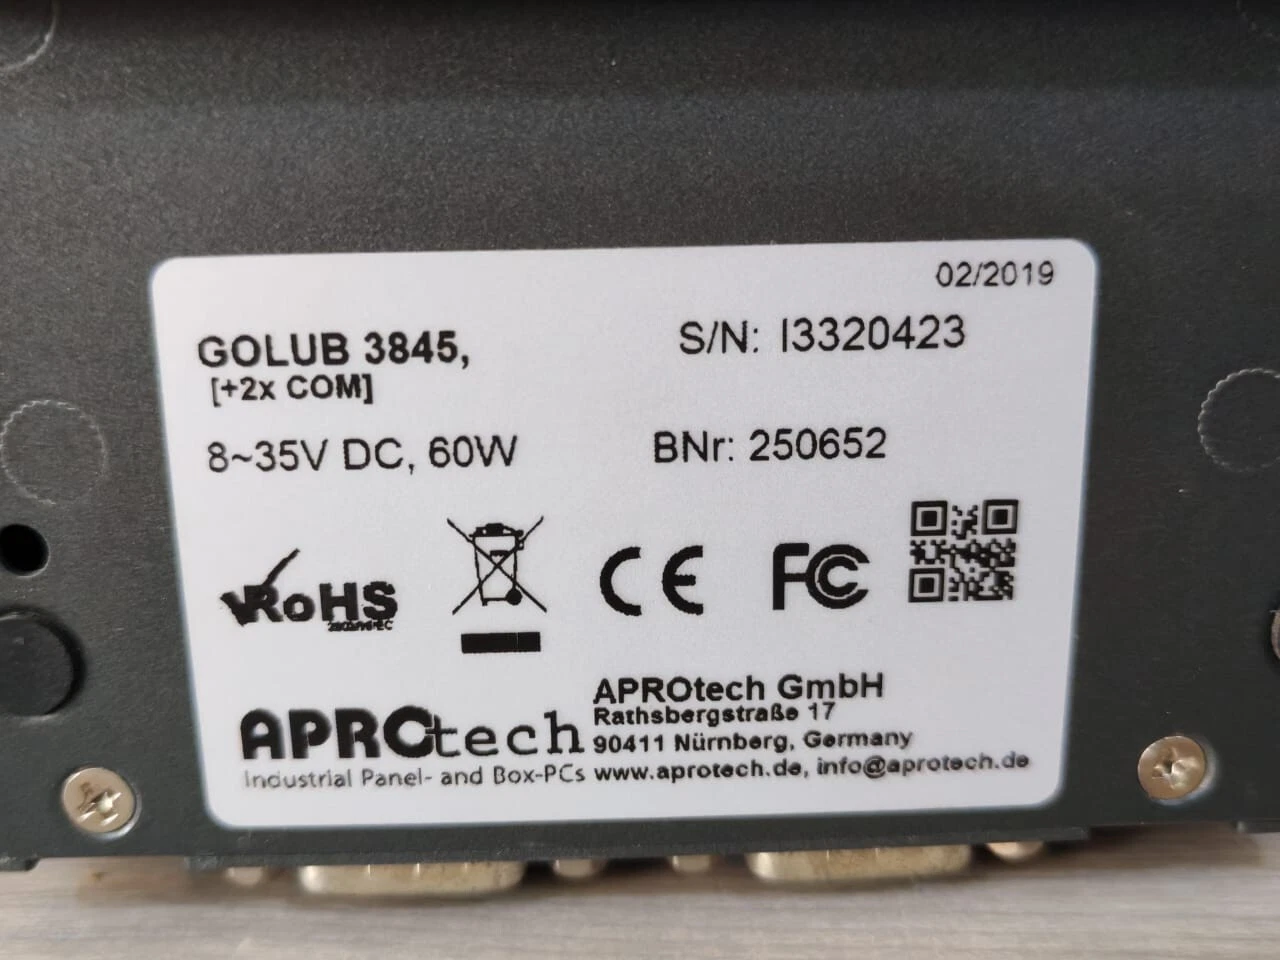 02/2019
GOLUB 3845,
[+2x COM]
S/N: I3320423
8~35V DC, 60W
BNr: 250652
RoHS
CE
FC
APROtech
Industrial Panel- and Box-PCs
APROtech GmbH
Rathsbergstraße 17
90411 Nürnberg, Germany
www.aprotech.de, info@aprotech.de